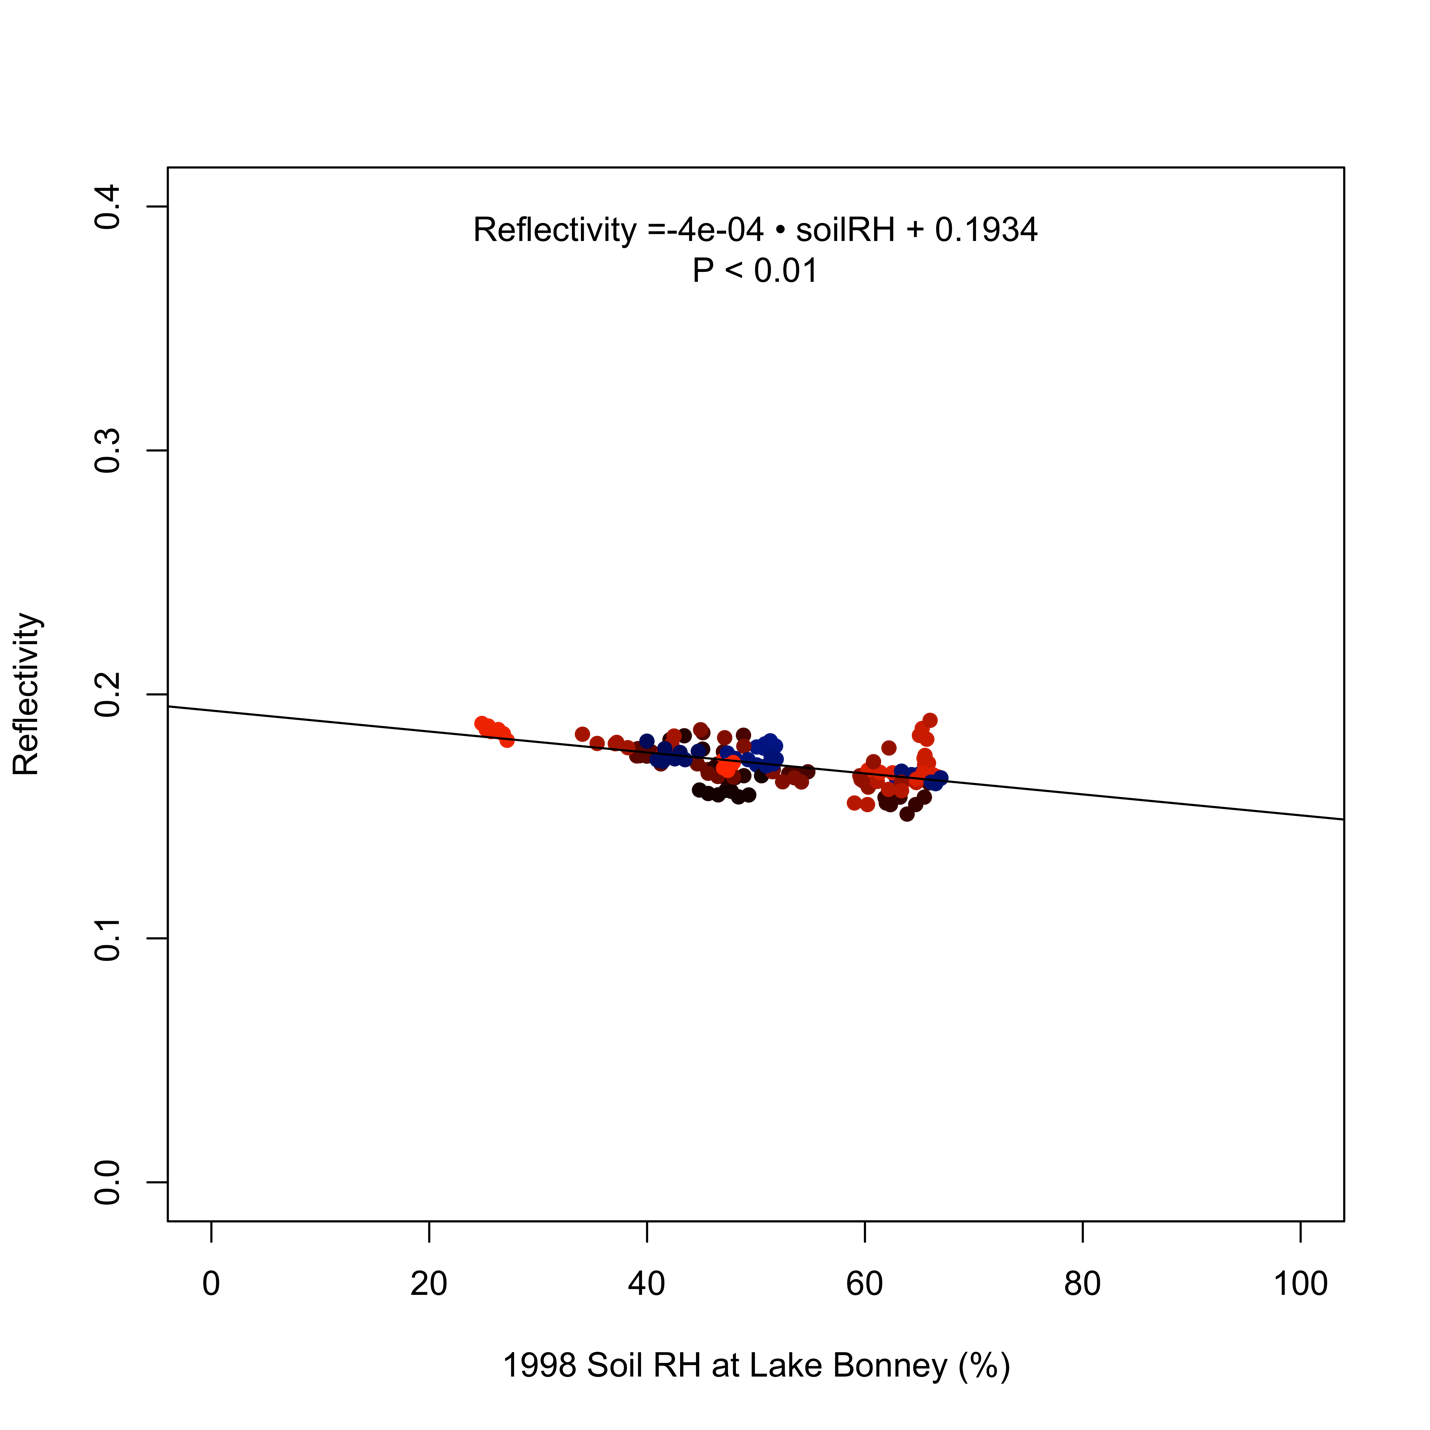 Reflectivity =-4e-04 • soilRH + 0.1934
P < 0.01
0.4
0.3
0.2
0.1
0.0
Reflectivity
0 20 40 60 80 100
1998 Soil RH at Lake Bonney (%)